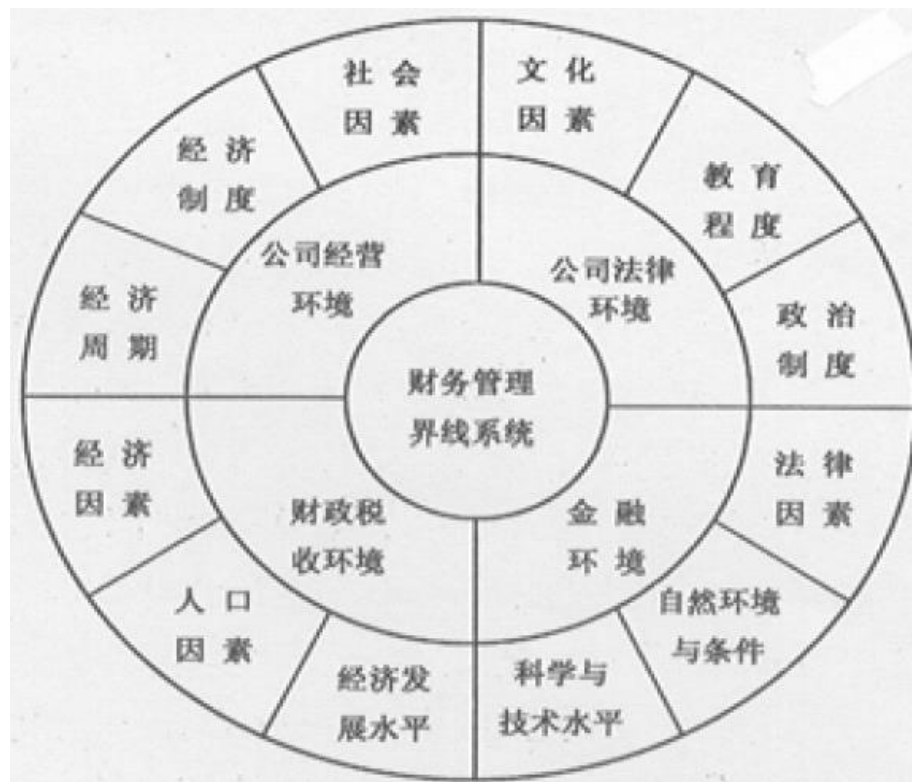 社会
因素
文化
因素
经济
制度
教育
程度
公司经营
环境
公司法律
环境
经济
周期
政治
制度
财务管理
界线系统
经济
因素
法律
因素
财政税
收环境
金融
环境
人口
因素
自然环境
与条件
经济发
展水平
科学与
技术水平